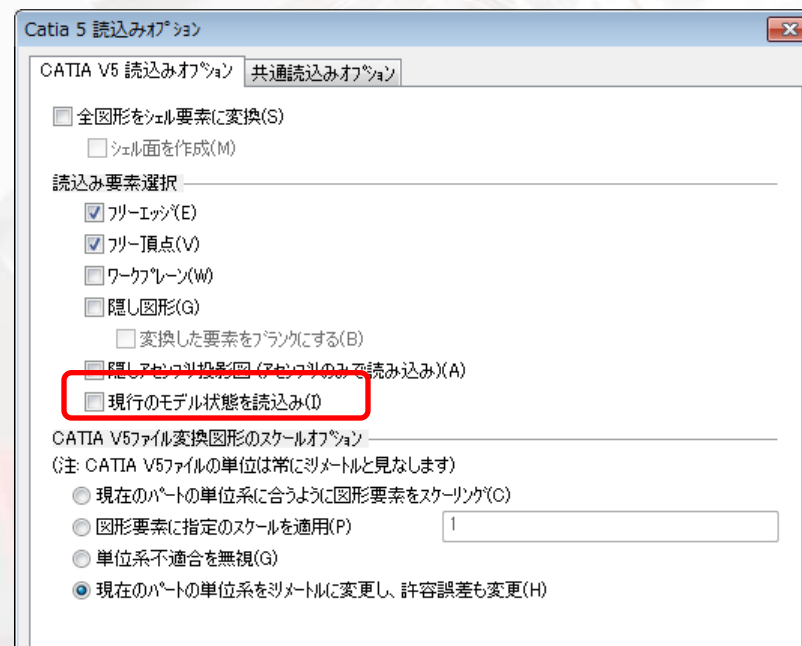 Catia 5 読込みｵﾌﾟｼｮﾝ
CATIA V5 読込みｵﾌﾟｼｮﾝ 共通読込みｵﾌﾟｼｮﾝ
全図形をｼｪﾙ要素に変換(S)
ｼｪﾙ面を作成(M)
読込み要素選択
ﾌﾘｰｴｯｼﾞ(E)
ﾌﾘｰ頂点(V)
ﾜｰｸﾌﾟﾚｰﾝ(W)
隠し図形(G)
変換した要素をﾌﾞﾗﾝｸにする(B)
隠しｱｾﾝﾌﾞﾘ投影図 (ｱｾﾝﾌﾞﾘのみで読み込み)(A)
現行のモデル状態を読込み(I)
CATIA V5ﾌｧｲﾙ変換図形のｽｹｰﾙｵﾌﾟｼｮﾝ
(注: CATIA V5ﾌｧｲﾙの単位は常にﾐﾘﾒｰﾄﾙと見なします)
現在のﾊﾟｰﾄの単位系に合うように図形要素をｽｹｰﾘﾝｸﾞ(C)
図形要素に指定のｽｹｰﾙを適用(P) 1
単位系不適合を無視(G)
現在のﾊﾟｰﾄの単位系をﾐﾘﾒｰﾄﾙに変更し、許容誤差も変更(H)